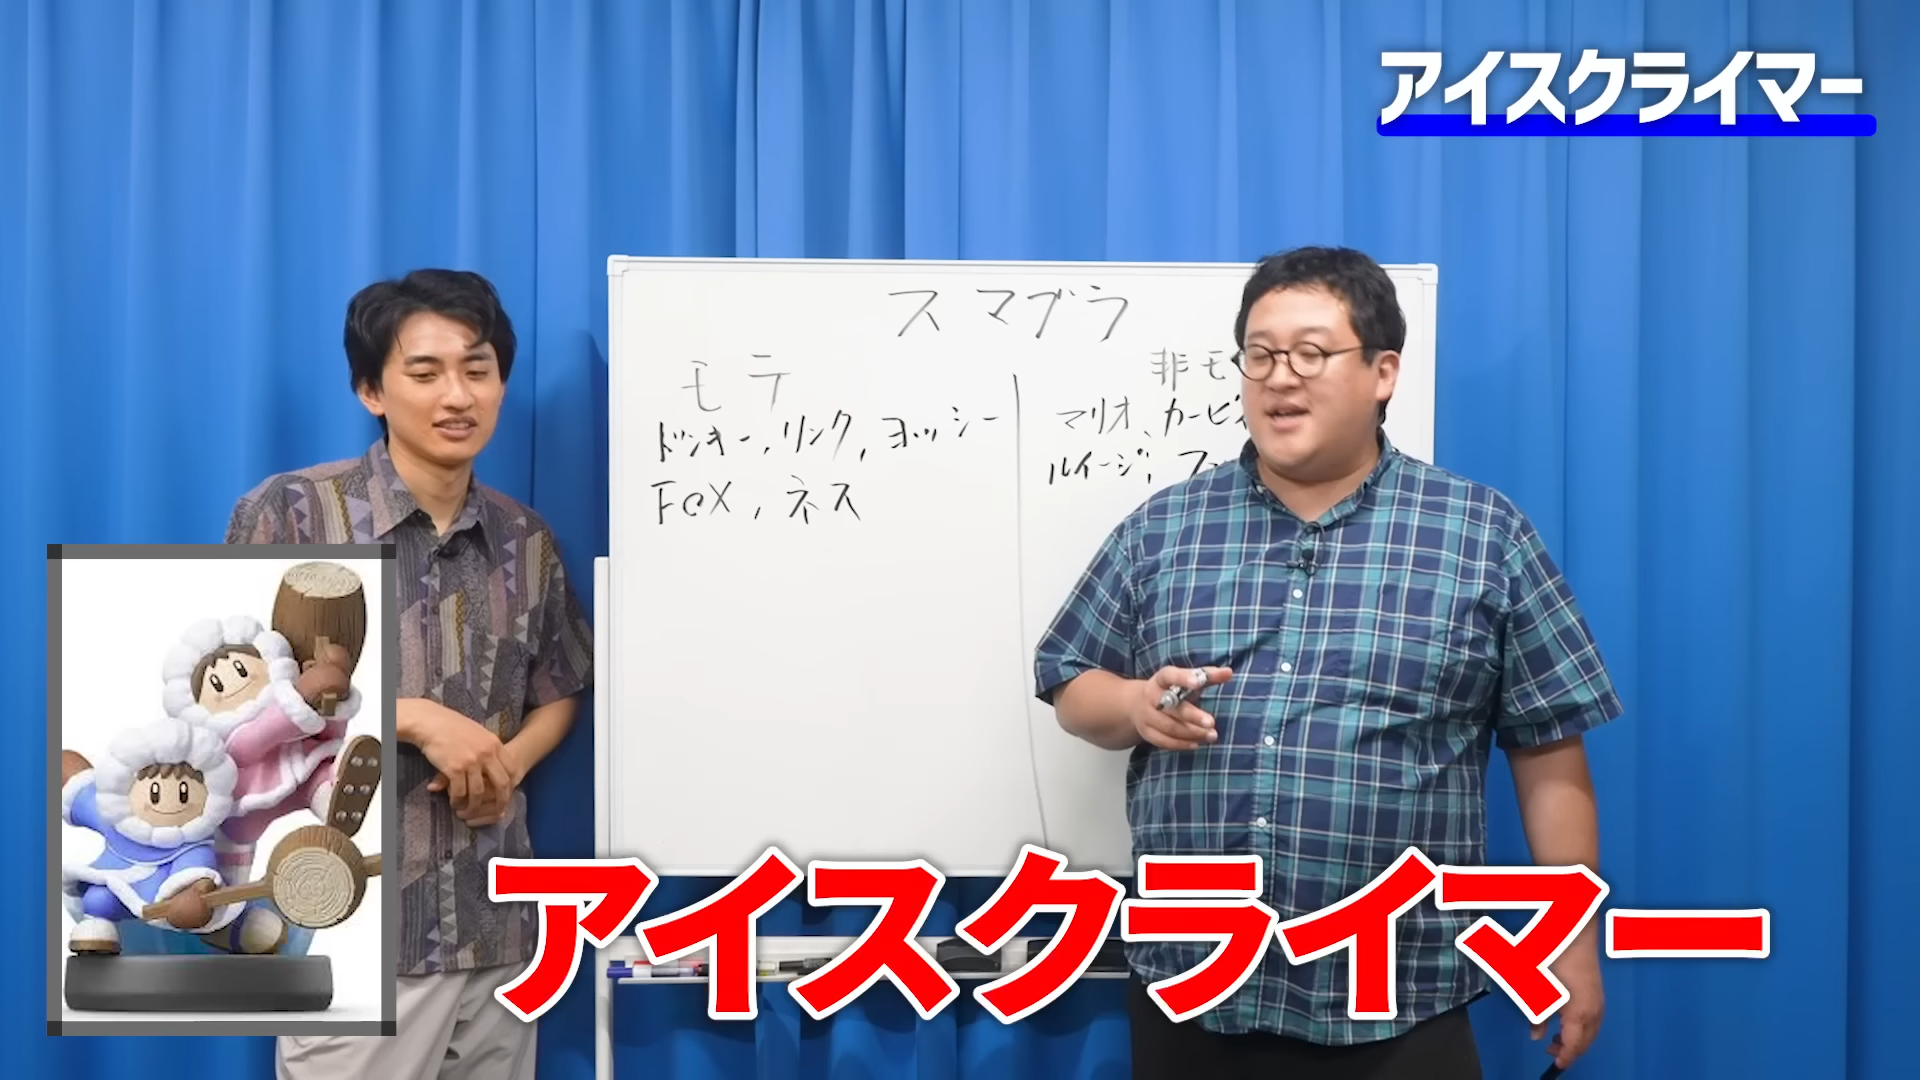 アイスクライマー
スマブラ
モテ
ドンキー,リンク,ヨッシー
FOX,ネス
非モ
マリオ、カービィ
ルイージ,
アイスクライマー